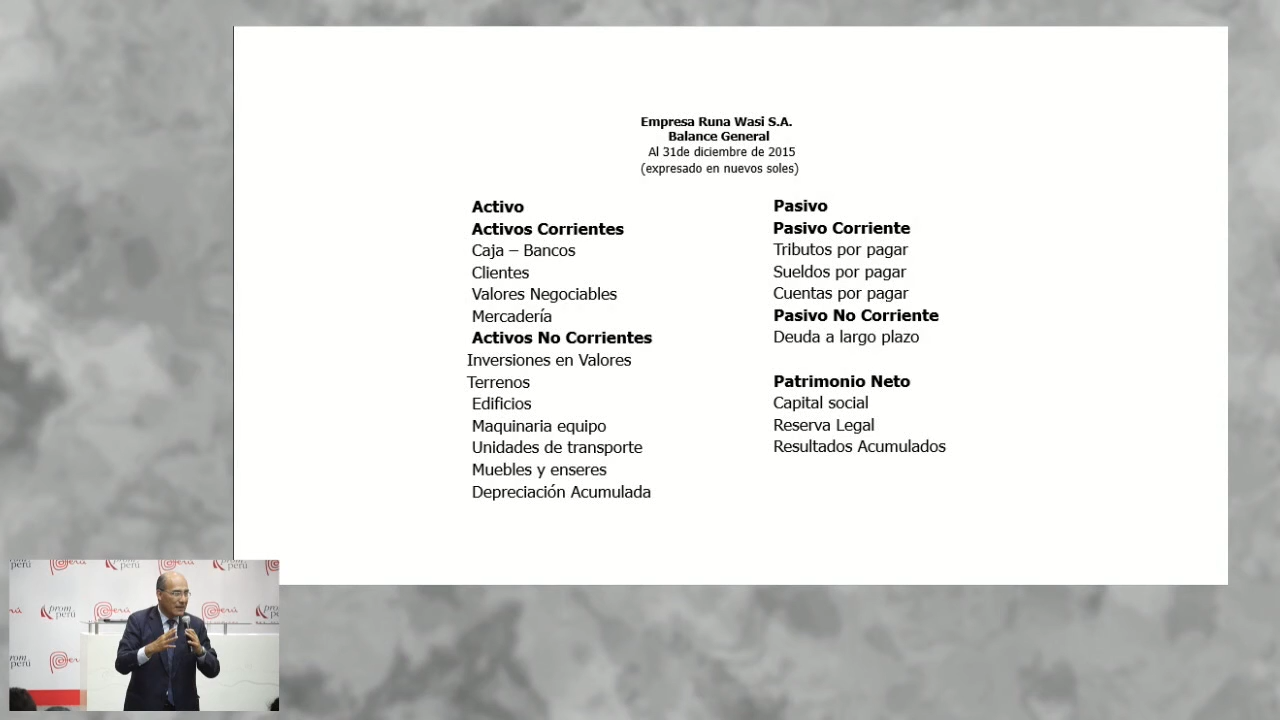 Empresa Runa Wasi S.A.
Balance General
Al 31de diciembre de 2015
(expresado en nuevos soles)
Activo
Activos Corrientes
Caja – Bancos
Clientes
Valores Negociables
Mercadería
Activos No Corrientes
Inversiones en Valores
Terrenos
Edificios
Maquinaria equipo
Unidades de transporte
Muebles y enseres
Depreciación Acumulada
Pasivo
Pasivo Corriente
Tributos por pagar
Sueldos por pagar
Cuentas por pagar
Pasivo No Corriente
Deuda a largo plazo
Patrimonio Neto
Capital social
Reserva Legal
Resultados Acumulados
prom
perú
Perú